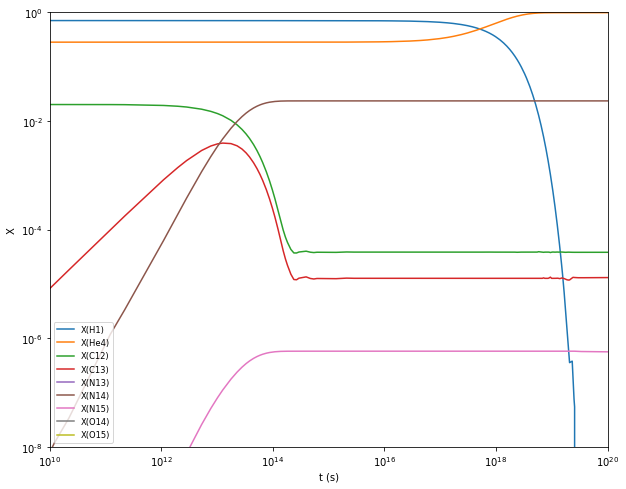 10^0
10^-2
10^-4
10^-6
10^-8
X
X(H1)
X(He4)
X(C12)
X(C13)
X(N13)
X(N14)
X(N15)
X(O14)
X(O15)
10^10 10^12 10^14 10^16 10^18 10^20
t (s)